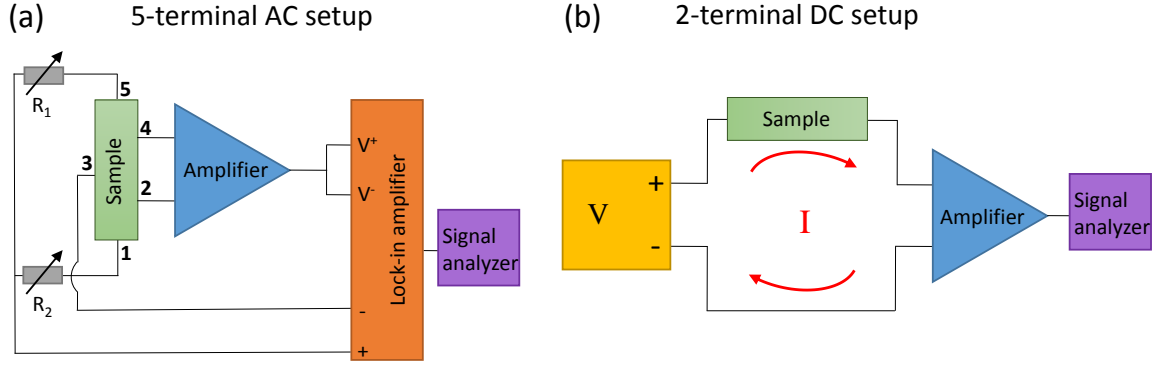 (a)
5-terminal AC setup
R1
5
4
3
Sample
2
1
Amplifier
V+
V-
Lock-in amplifier
Signal
analyzer
R2
-
+
(b)
2-terminal DC setup
Sample
V
+
-
I
Amplifier
Signal
analyzer